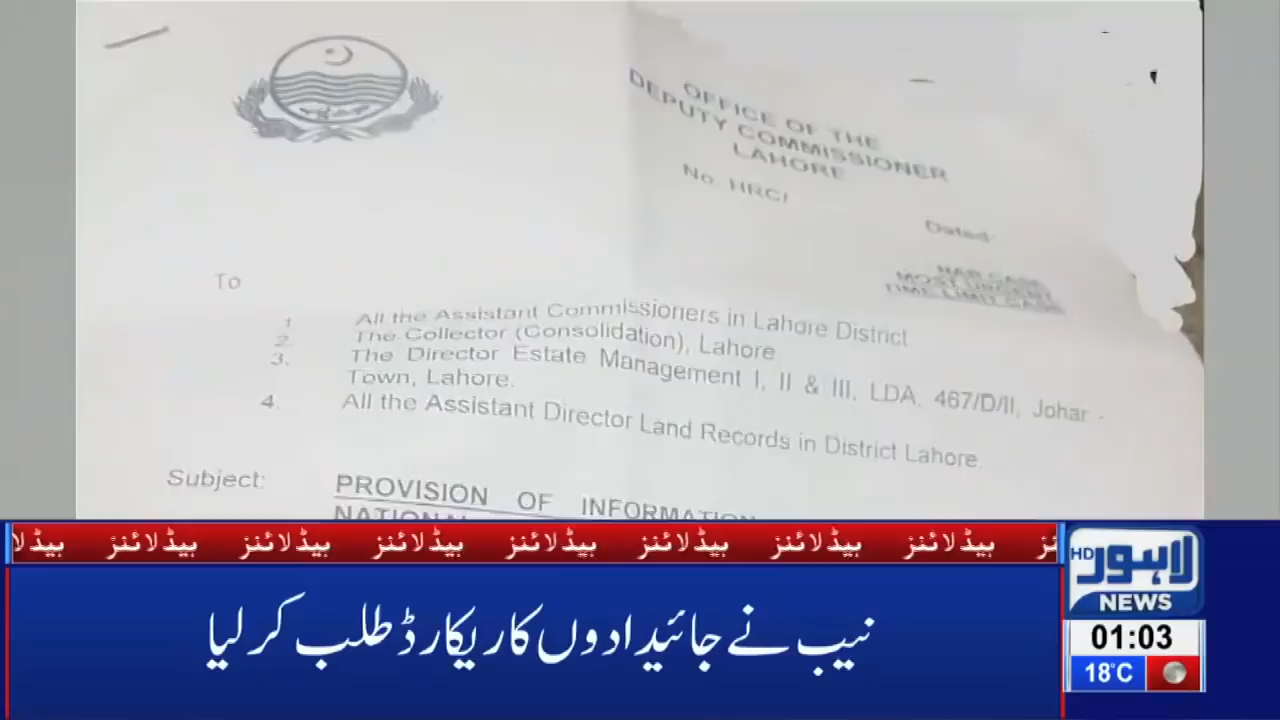 OFFICE OF THE
DEPUTY COMMISSIONER
LAHORE
No. HRC/
Dated:
NAB CASE
MOST URGENT
TIME LIMIT CASE
To
1. All the Assistant Commissioners in Lahore District.
2. The Collector (Consolidation), Lahore
3. The Director Estate Management I, II & III, LDA, 467/D/II, Johar -
Town, Lahore.
4. All the Assistant Director Land Records in District Lahore.
Subject: PROVISION OF INFORMATION
NATIONAL
ہیڈلائنز ہیڈلائنز ہیڈلائنز ہیڈلائنز ہیڈلائنز ہیڈلائنز ہیڈلائنز
نیب نے جائیدادوں کا ریکارڈ طلب کر لیا
لاہور HD
NEWS
01:03
18°C